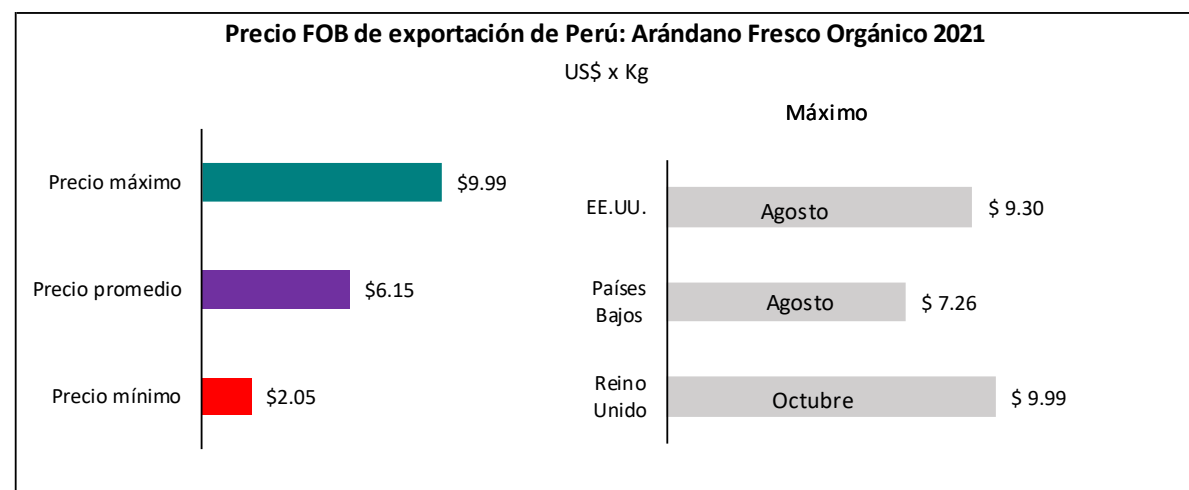 Precio FOB de exportación de Perú: Arándano Fresco Orgánico 2021
US$ x Kg
Precio máximo
$9.99
Precio promedio
$6.15
Precio mínimo
$2.05
Máximo
EE.UU.
Agosto
$ 9.30
Países
Bajos
Agosto
$ 7.26
Reino
Unido
Octubre
$ 9.99